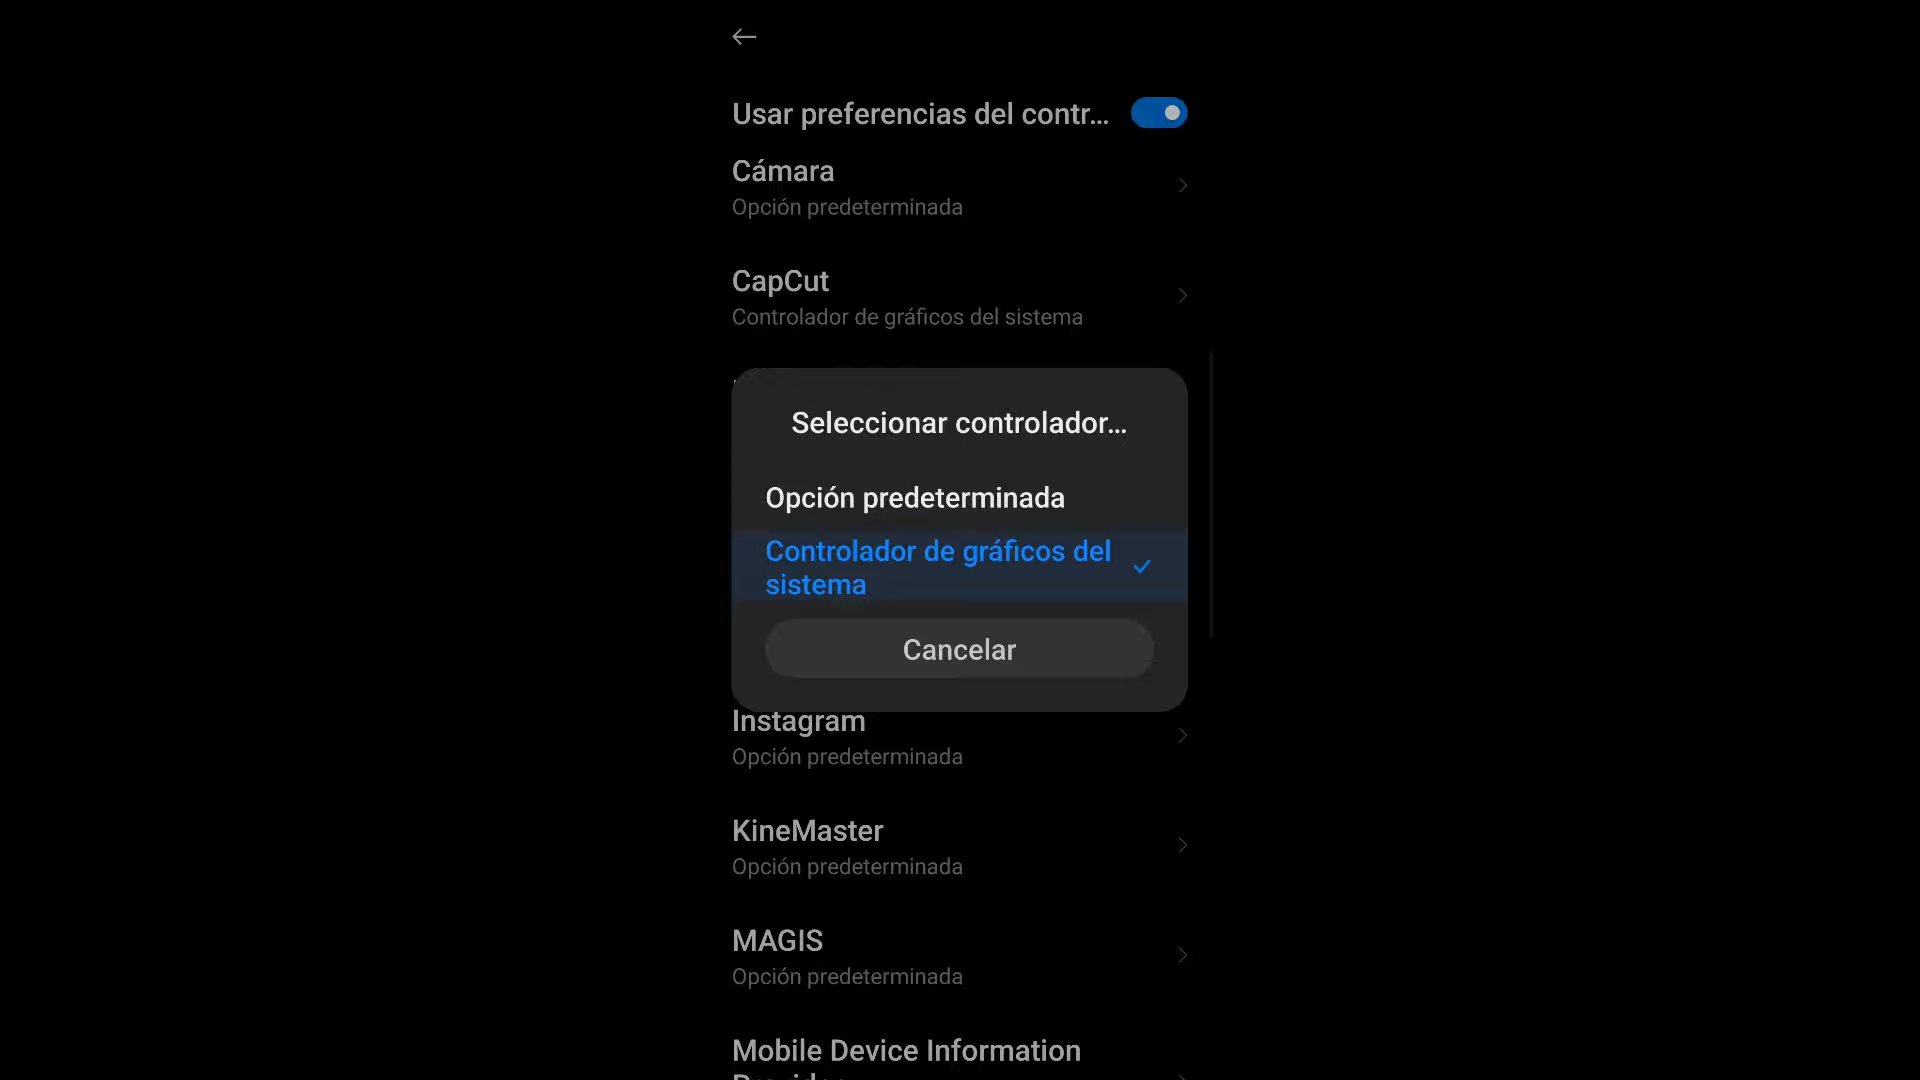 Usar preferencias del contr...
Cámara
Opción predeterminada
CapCut
Controlador de gráficos del sistema
Seleccionar controlador...
Opción predeterminada
Controlador de gráficos del
sistema
Cancelar
Instagram
Opción predeterminada
KineMaster
Opción predeterminada
MAGIS
Opción predeterminada
Mobile Device Information